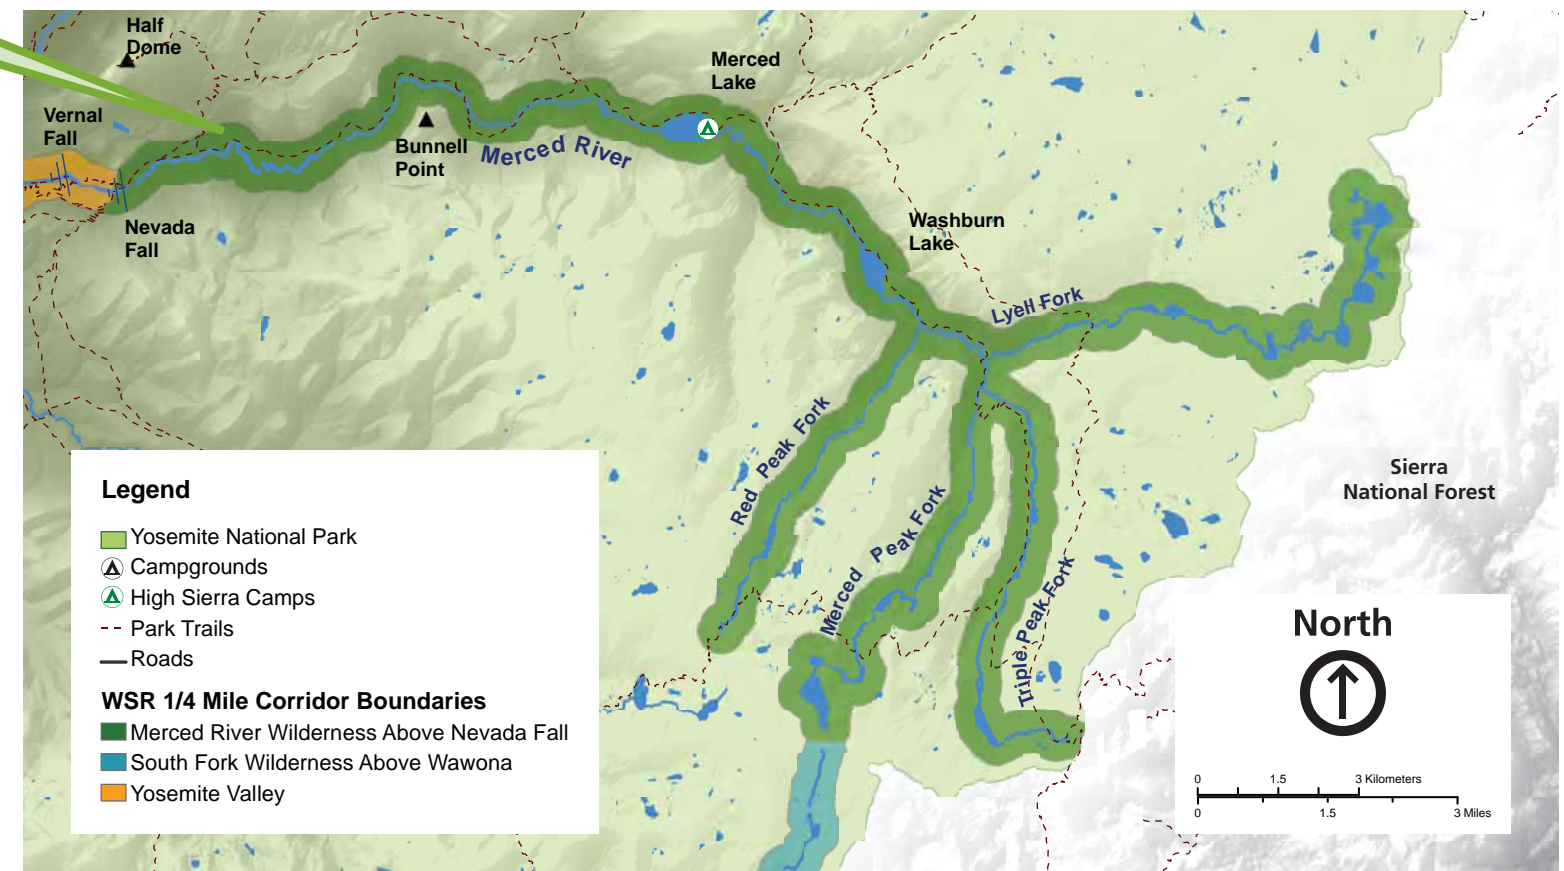 Half
Dome
Merced
Lake
Vernal
Fall
Bunnell
Point
Merced River
Nevada
Fall
Washburn
Lake
Lyell Fork
Red Peak Fork
Merced Peak Fork
Triple Peak Fork
Sierra
National Forest
Legend
Yosemite National Park
Campgrounds
High Sierra Camps
Park Trails
Roads
WSR 1/4 Mile Corridor Boundaries
Merced River Wilderness Above Nevada Fall
South Fork Wilderness Above Wawona
Yosemite Valley
North
0 1.5 3 Kilometers
0 1.5 3 Miles